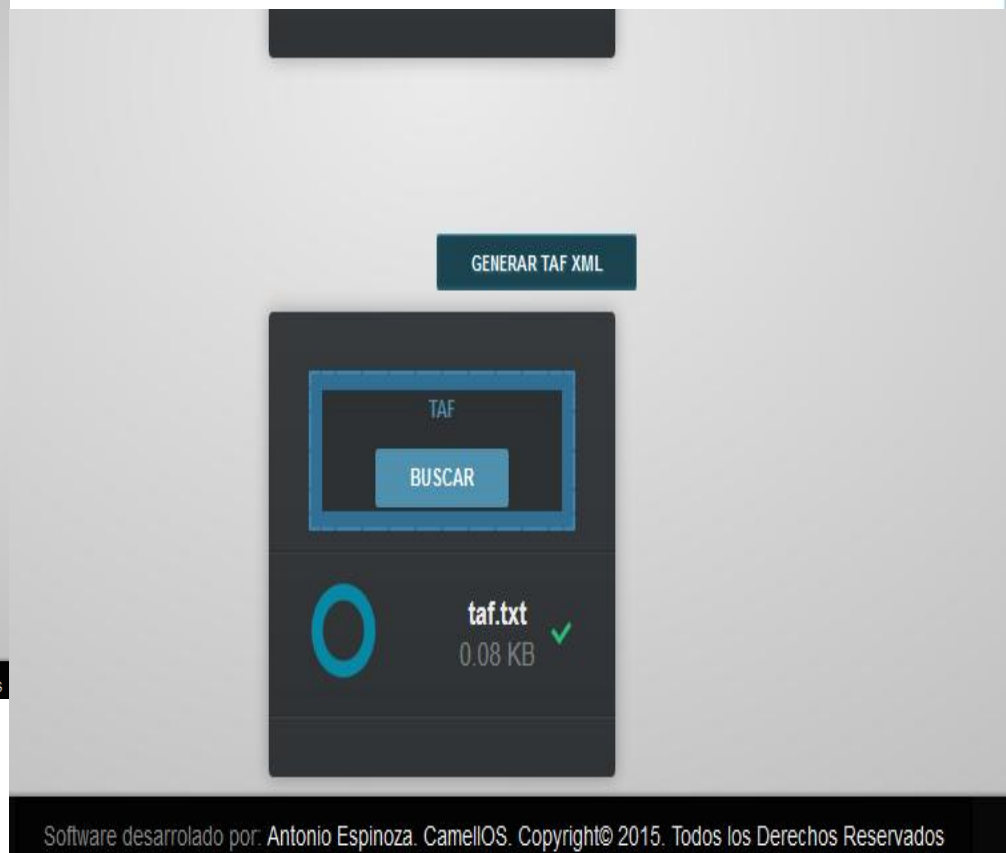 GENERAR TAF XML
TAF
BUSCAR
taf.txt
0.08 KB
s
Software desarrolado por: Antonio Espinoza. CamellOS. Copyright© 2015. Todos los Derechos Reservados